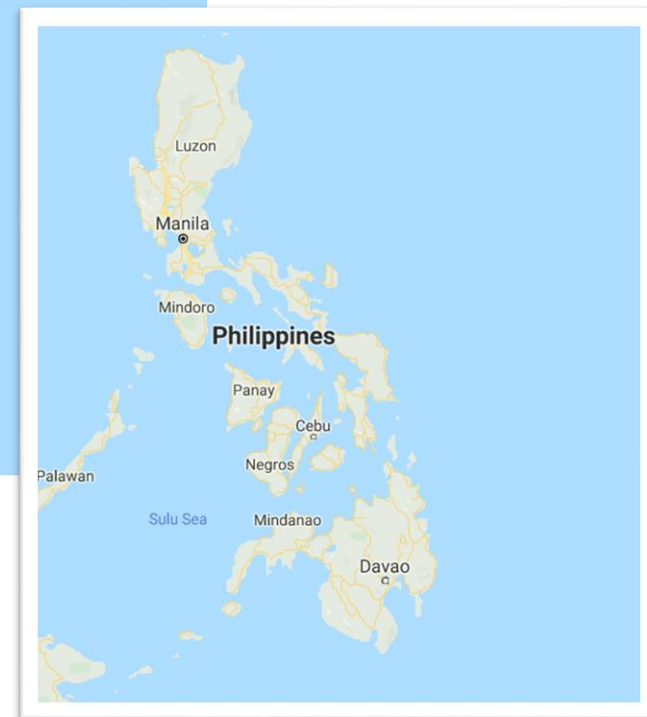 Luzon
Manila
Mindoro
Philippines
Panay
Cebu
Negros
Palawan
Sulu Sea
Mindanao
Davao